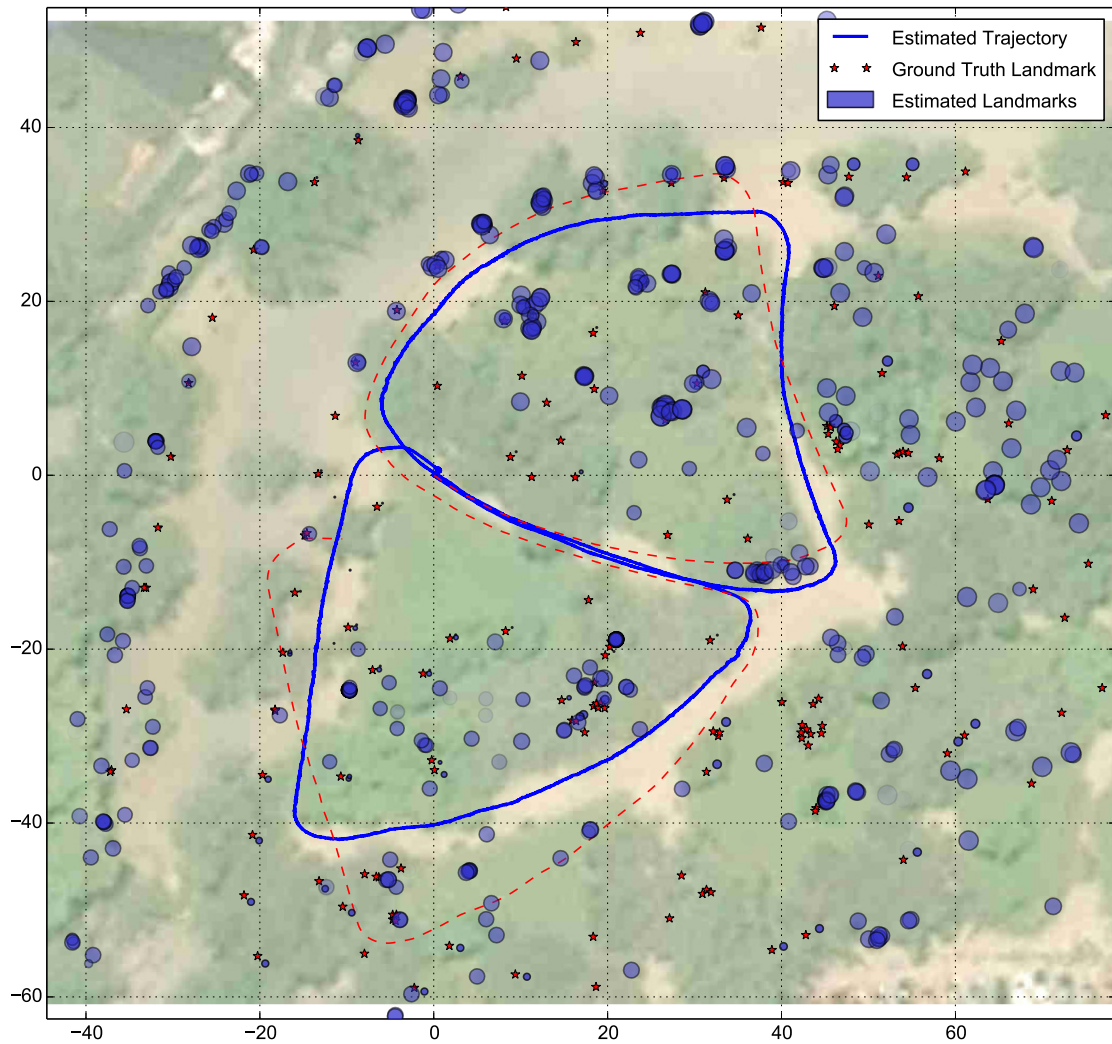 Estimated Trajectory
Ground Truth Landmark
Estimated Landmarks
40
20
0
−20
−40
−60
−40 −20 0 20 40 60